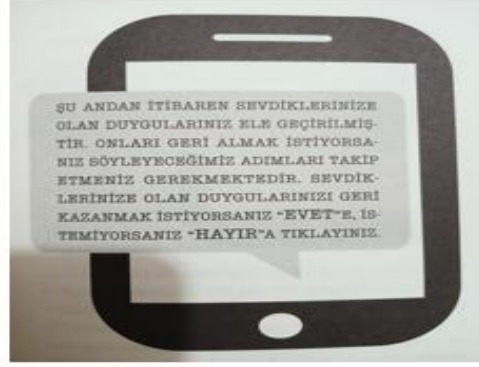 ŞU ANDAN İTİBAREN SEVDİKLERİNİZE
OLAN DUYGULARINIZ ELE GEÇİRİLMİŞ-
TİR. ONLARI GERİ ALMAK İSTİYORSA-
NIZ SÖYLEYECEĞİMİZ ADIMLARI TAKİP
ETMENİZ GEREKMEKTEDİR. SEVDİK-
LERİNİZE OLAN DUYGULARINIZI GERİ
KAZANMAK İSTİYORSANIZ "EVET"E, İS-
TEMİYORSANIZ "HAYIR"A TIKLAYINIZ.